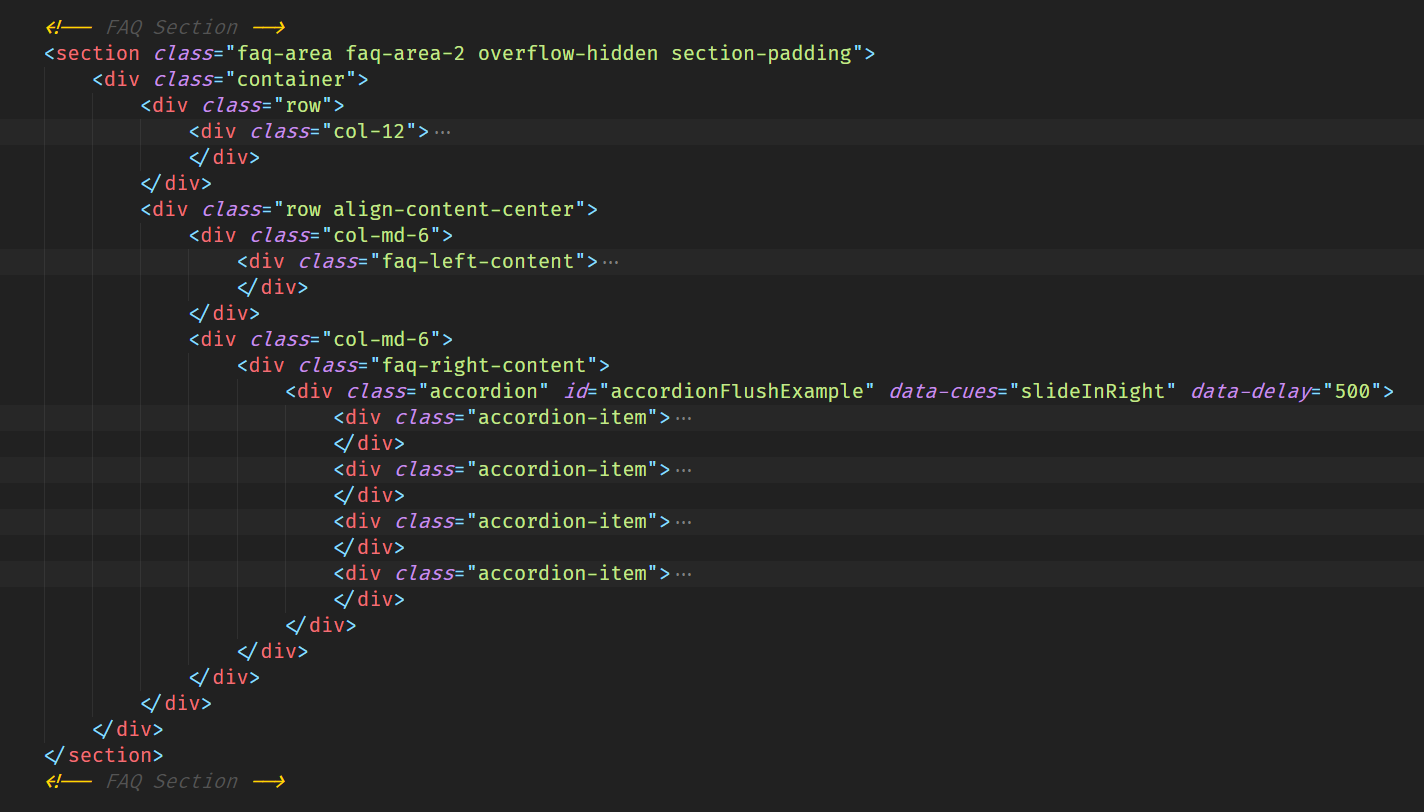 <!-- FAQ Section -->
<section class="faq-area faq-area-2 overflow-hidden section-padding">
    <div class="container">
        <div class="row">
            <div class="col-12">···
            </div>
        </div>
        <div class="row align-content-center">
            <div class="col-md-6">
                <div class="faq-left-content">···
                </div>
            </div>
            <div class="col-md-6">
                <div class="faq-right-content">
                    <div class="accordion" id="accordionFlushExample" data-cues="slideInRight" data-delay="500">
                        <div class="accordion-item">···
                        </div>
                        <div class="accordion-item">···
                        </div>
                        <div class="accordion-item">···
                        </div>
                        <div class="accordion-item">···
                        </div>
                    </div>
                </div>
            </div>
        </div>
    </div>
</section>
<!-- FAQ Section -->